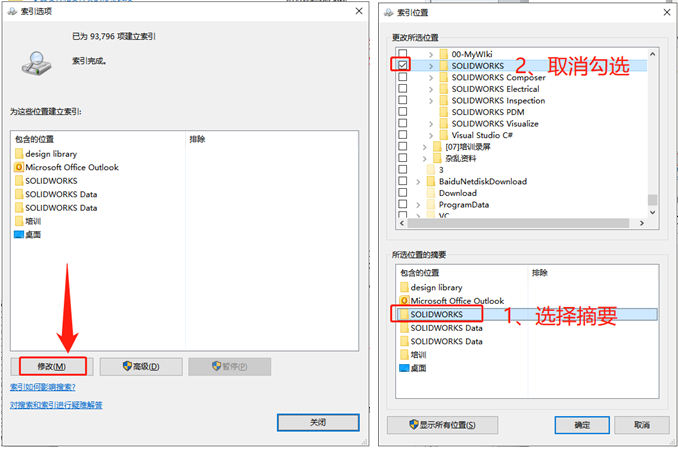 索引选项
已为 93,796 项建立索引
索引完成。
为这些位置建立索引:
包含的位置
排除
design library
Microsoft Office Outlook
SOLIDWORKS
SOLIDWORKS Data
SOLIDWORKS Data
培训
桌面
修改(M)
高级(D)
暂停(P)
索引如何影响搜索?
对搜索和索引进行疑难解答
关闭
索引位置
更改所选位置
00-MyWIki
SOLIDWORKS
2、取消勾选
SOLIDWORKS Composer
SOLIDWORKS Electrical
SOLIDWORKS Inspection
SOLIDWORKS PDM
SOLIDWORKS Visualize
Visual Studio C#
[07]培训录屏
杂乱资料
3
BaiduNetdiskDownload
Download
ProgramData
VC
所选位置的摘要
包含的位置
排除
design library
Microsoft Office Outlook
SOLIDWORKS
1、选择摘要
SOLIDWORKS Data
SOLIDWORKS Data
培训
桌面
显示所有位置(S)
确定
取消